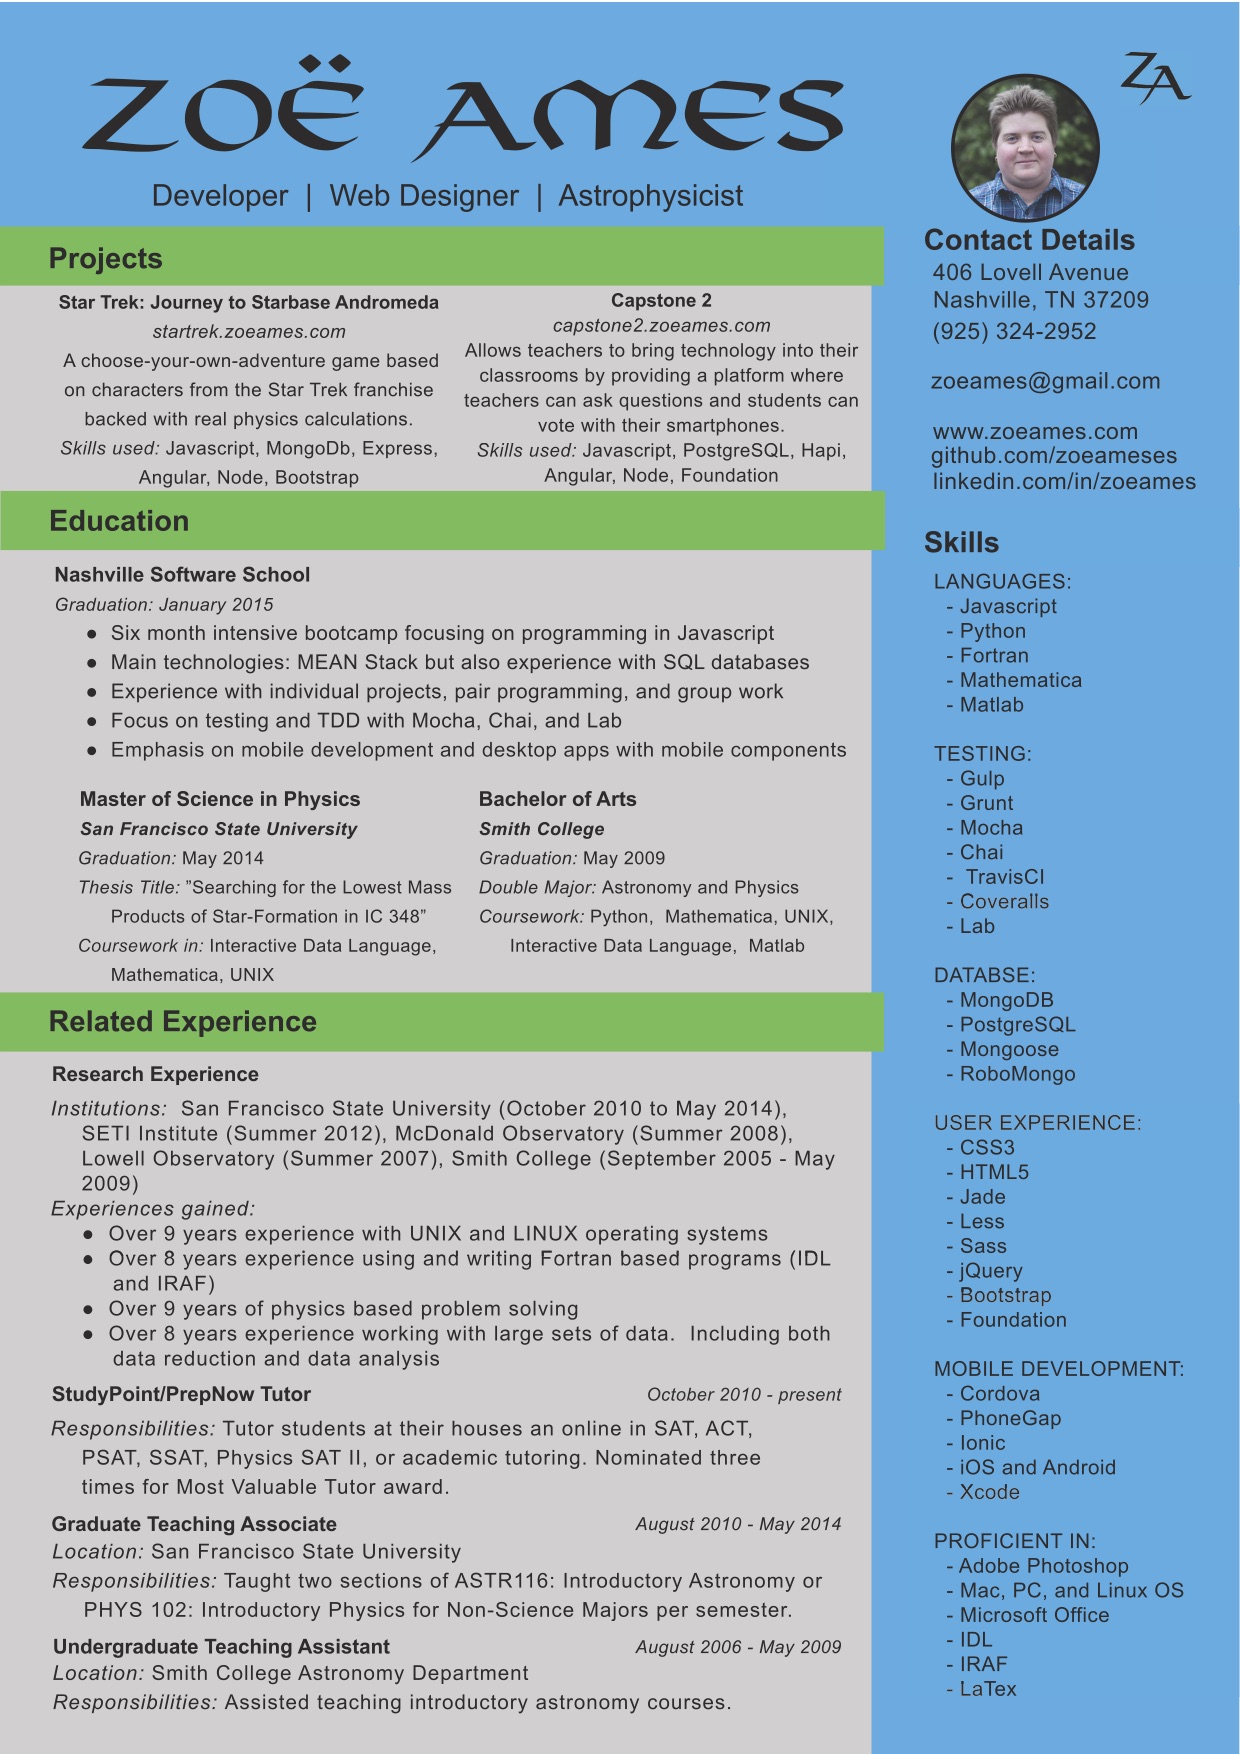 ZOË AMES
Developer | Web Designer | Astrophysicist
ZA
Projects
Star Trek: Journey to Starbase Andromeda
startrek.zoeames.com
A choose-your-own-adventure game based
on characters from the Star Trek franchise
backed with real physics calculations.
Skills used: Javascript, MongoDb, Express,
Angular, Node, Bootstrap
Capstone 2
capstone2.zoeames.com
Allows teachers to bring technology into their
classrooms by providing a platform where
teachers can ask questions and students can
vote with their smartphones.
Skills used: Javascript, PostgreSQL, Hapi,
Angular, Node, Foundation
Education
Nashville Software School
Graduation: January 2015
● Six month intensive bootcamp focusing on programming in Javascript
● Main technologies: MEAN Stack but also experience with SQL databases
● Experience with individual projects, pair programming, and group work
● Focus on testing and TDD with Mocha, Chai, and Lab
● Emphasis on mobile development and desktop apps with mobile components
Master of Science in Physics
San Francisco State University
Graduation: May 2014
Thesis Title: ”Searching for the Lowest Mass
Products of Star-Formation in IC 348”
Coursework in: Interactive Data Language,
Mathematica, UNIX
Bachelor of Arts
Smith College
Graduation: May 2009
Double Major: Astronomy and Physics
Coursework: Python, Mathematica, UNIX,
Interactive Data Language, Matlab
Related Experience
Research Experience
Institutions: San Francisco State University (October 2010 to May 2014),
SETI Institute (Summer 2012), McDonald Observatory (Summer 2008),
Lowell Observatory (Summer 2007), Smith College (September 2005 - May
2009)
Experiences gained:
● Over 9 years experience with UNIX and LINUX operating systems
● Over 8 years experience using and writing Fortran based programs (IDL
and IRAF)
● Over 9 years of physics based problem solving
● Over 8 years experience working with large sets of data. Including both
data reduction and data analysis
StudyPoint/PrepNow Tutor October 2010 - present
Responsibilities: Tutor students at their houses an online in SAT, ACT,
PSAT, SSAT, Physics SAT II, or academic tutoring. Nominated three
times for Most Valuable Tutor award.
Graduate Teaching Associate August 2010 - May 2014
Location: San Francisco State University
Responsibilities: Taught two sections of ASTR116: Introductory Astronomy or
PHYS 102: Introductory Physics for Non-Science Majors per semester.
Undergraduate Teaching Assistant August 2006 - May 2009
Location: Smith College Astronomy Department
Responsibilities: Assisted teaching introductory astronomy courses.
Contact Details
406 Lovell Avenue
Nashville, TN 37209
(925) 324-2952
zoeames@gmail.com
www.zoeames.com
github.com/zoeameses
linkedin.com/in/zoeames
Skills
LANGUAGES:
- Javascript
- Python
- Fortran
- Mathematica
- Matlab
TESTING:
- Gulp
- Grunt
- Mocha
- Chai
- TravisCI
- Coveralls
- Lab
DATABSE:
- MongoDB
- PostgreSQL
- Mongoose
- RoboMongo
USER EXPERIENCE:
- CSS3
- HTML5
- Jade
- Less
- Sass
- jQuery
- Bootstrap
- Foundation
MOBILE DEVELOPMENT:
- Cordova
- PhoneGap
- Ionic
- iOS and Android
- Xcode
PROFICIENT IN:
- Adobe Photoshop
- Mac, PC, and Linux OS
- Microsoft Office
- IDL
- IRAF
- LaTex